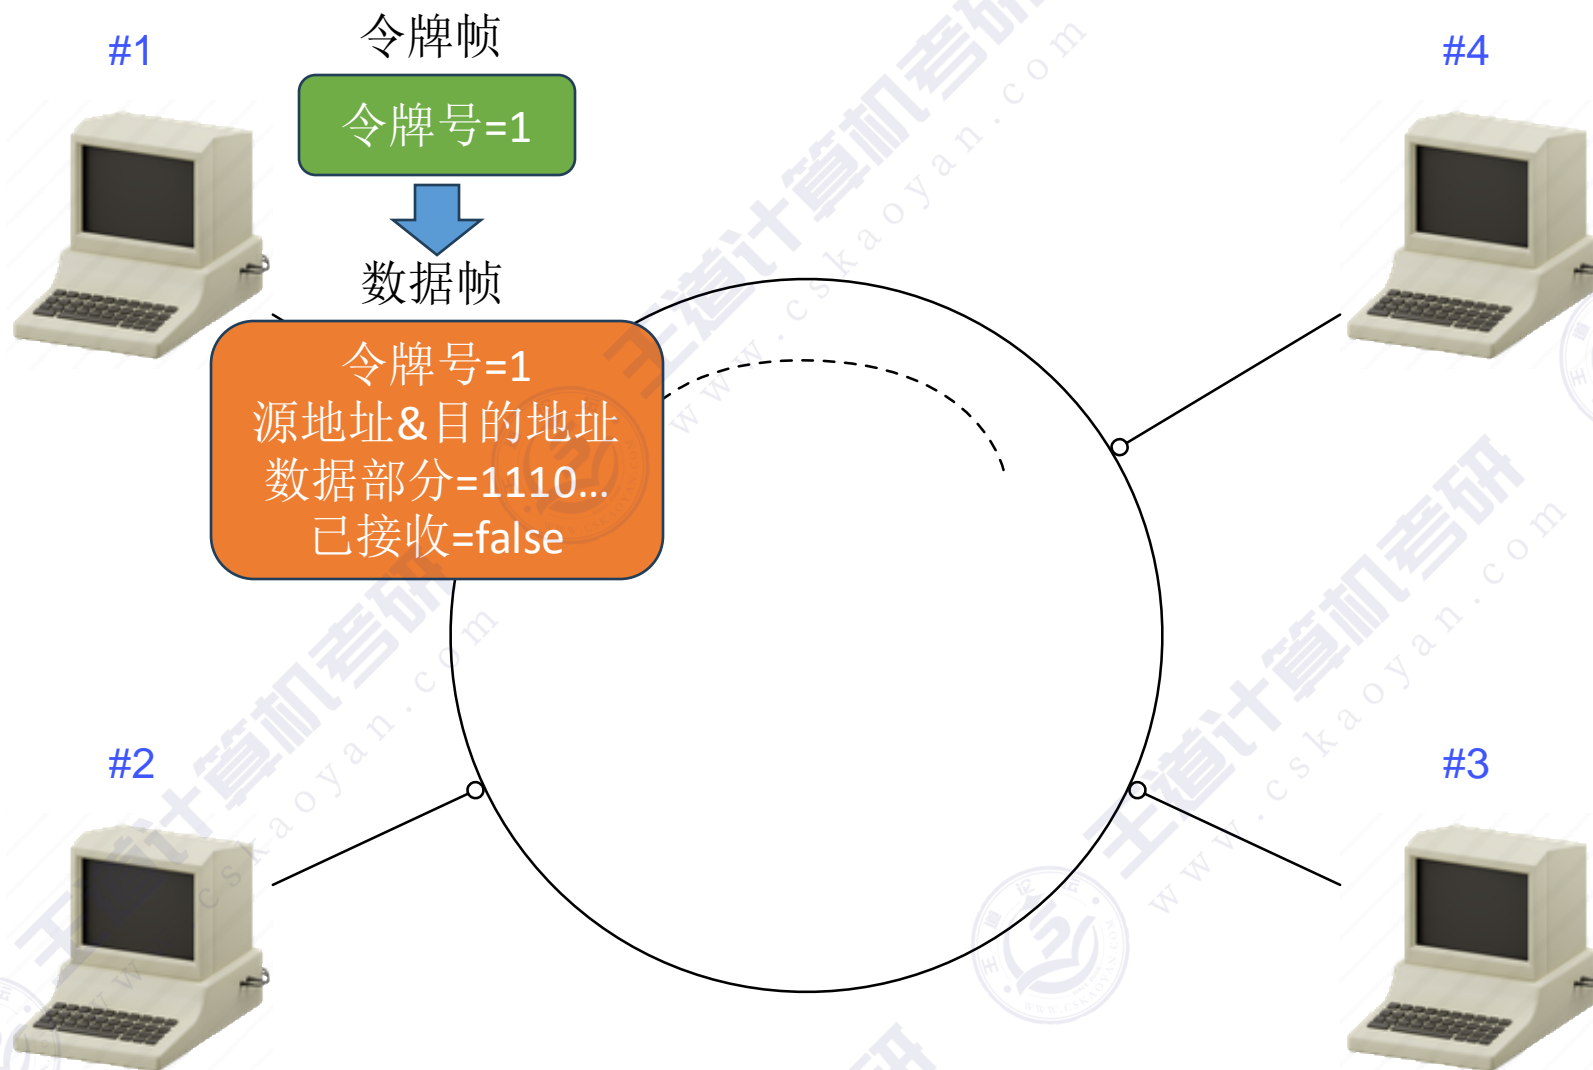 #1
令牌帧
#4
令牌号=1
数据帧
令牌号=1
源地址&目的地址
数据部分=1110...
已接收=false
#2
#3
王道计算机考研
www.cskaoyan.com
王道计算机考研
www.cskaoyan.com
王道计算机考研
www.cskaoyan.com